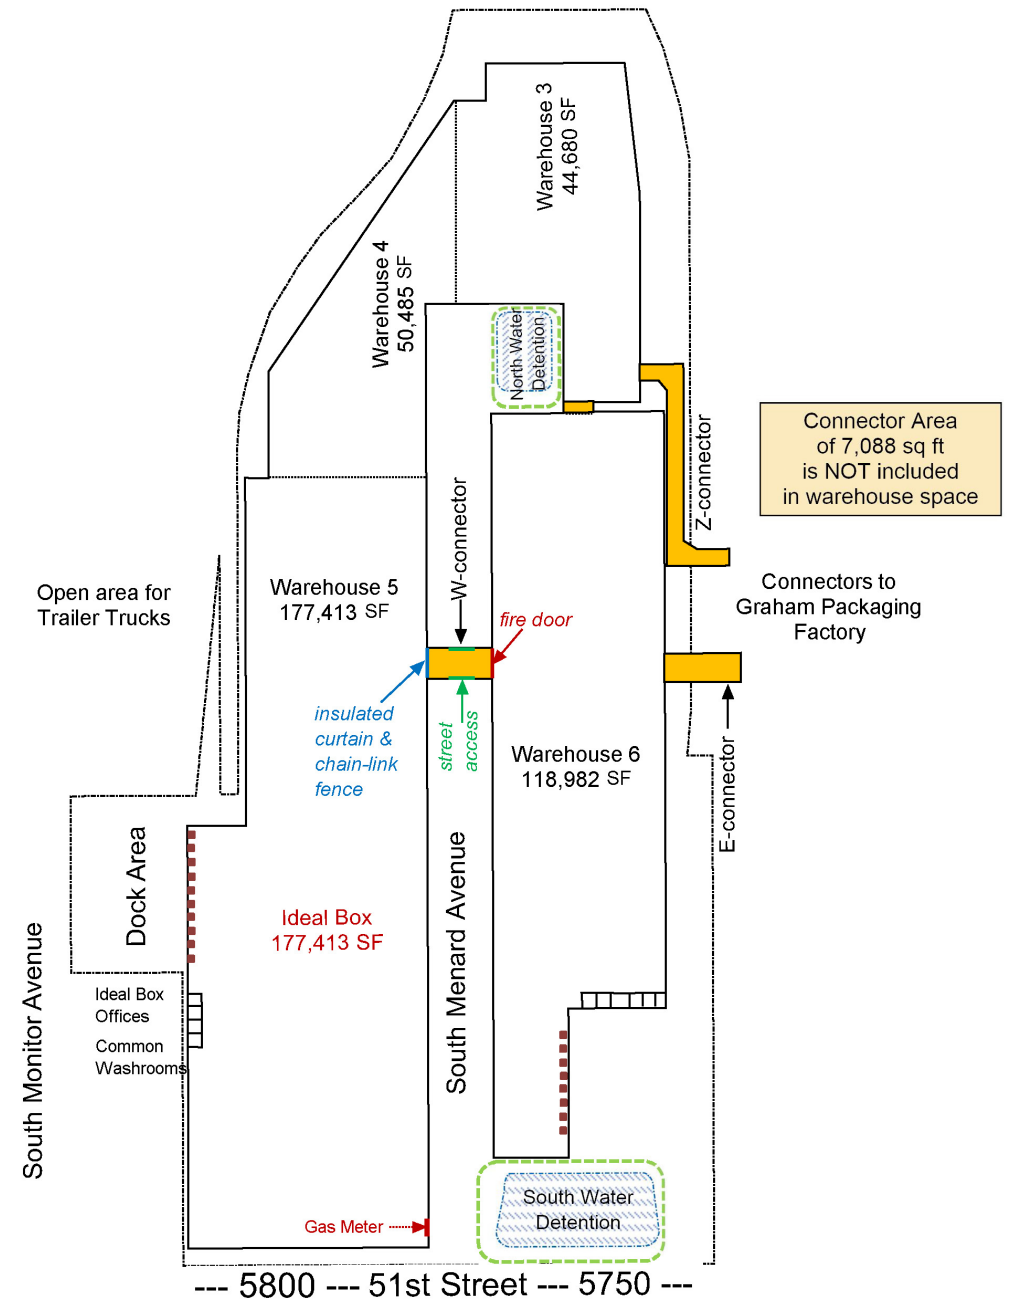 Warehouse 3
44,680 SF
Warehouse 4
50,485 SF
North Water
Detention
Connector Area
of 7,088 sq ft
is NOT included
in warehouse space
Z-connector
W-connector
Open area for
Trailer Trucks
Warehouse 5
177,413 SF
fire door
Connectors to
Graham Packaging
Factory
insulated
curtain &
chain-link
fence
street
access
Warehouse 6
118,982 SF
E-connector
Dock Area
Ideal Box
177,413 SF
South Menard Avenue
South Monitor Avenue
Ideal Box
Offices
Common
Washrooms
South Water
Detention
Gas Meter
--- 5800 --- 51st Street --- 5750 ---